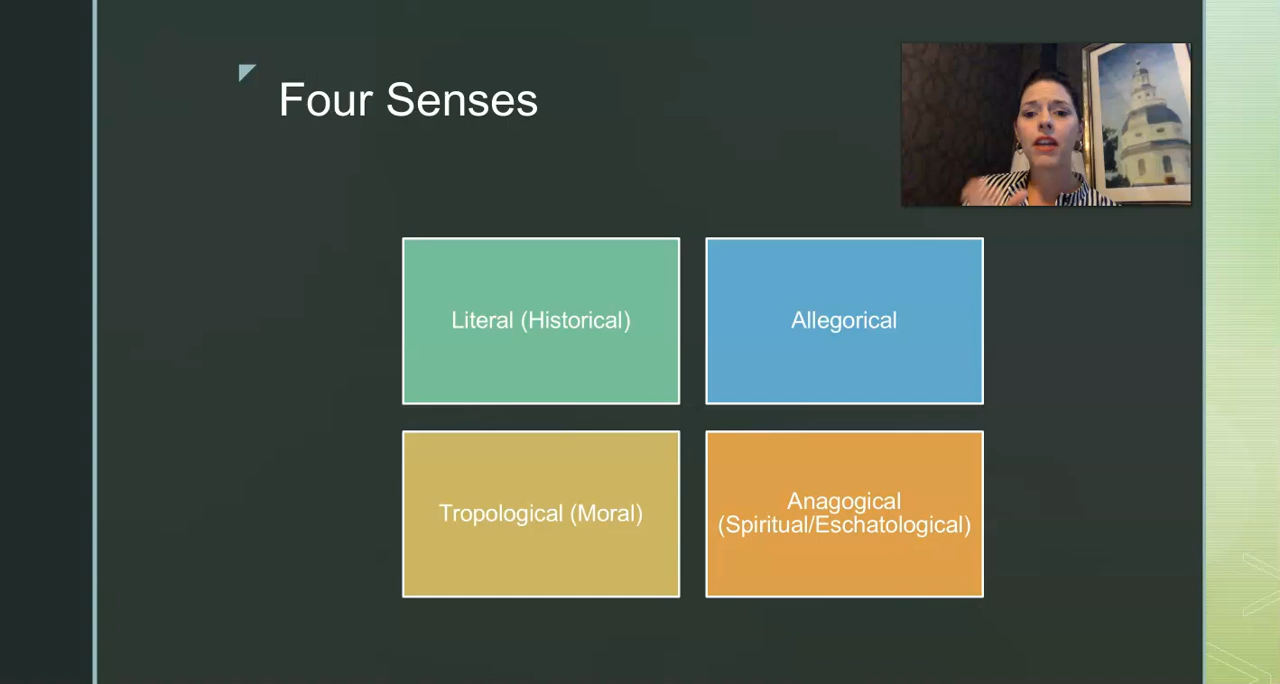 Four Senses
Literal (Historical)
Allegorical
Tropological (Moral)
Anagogical
(Spiritual/Eschatological)